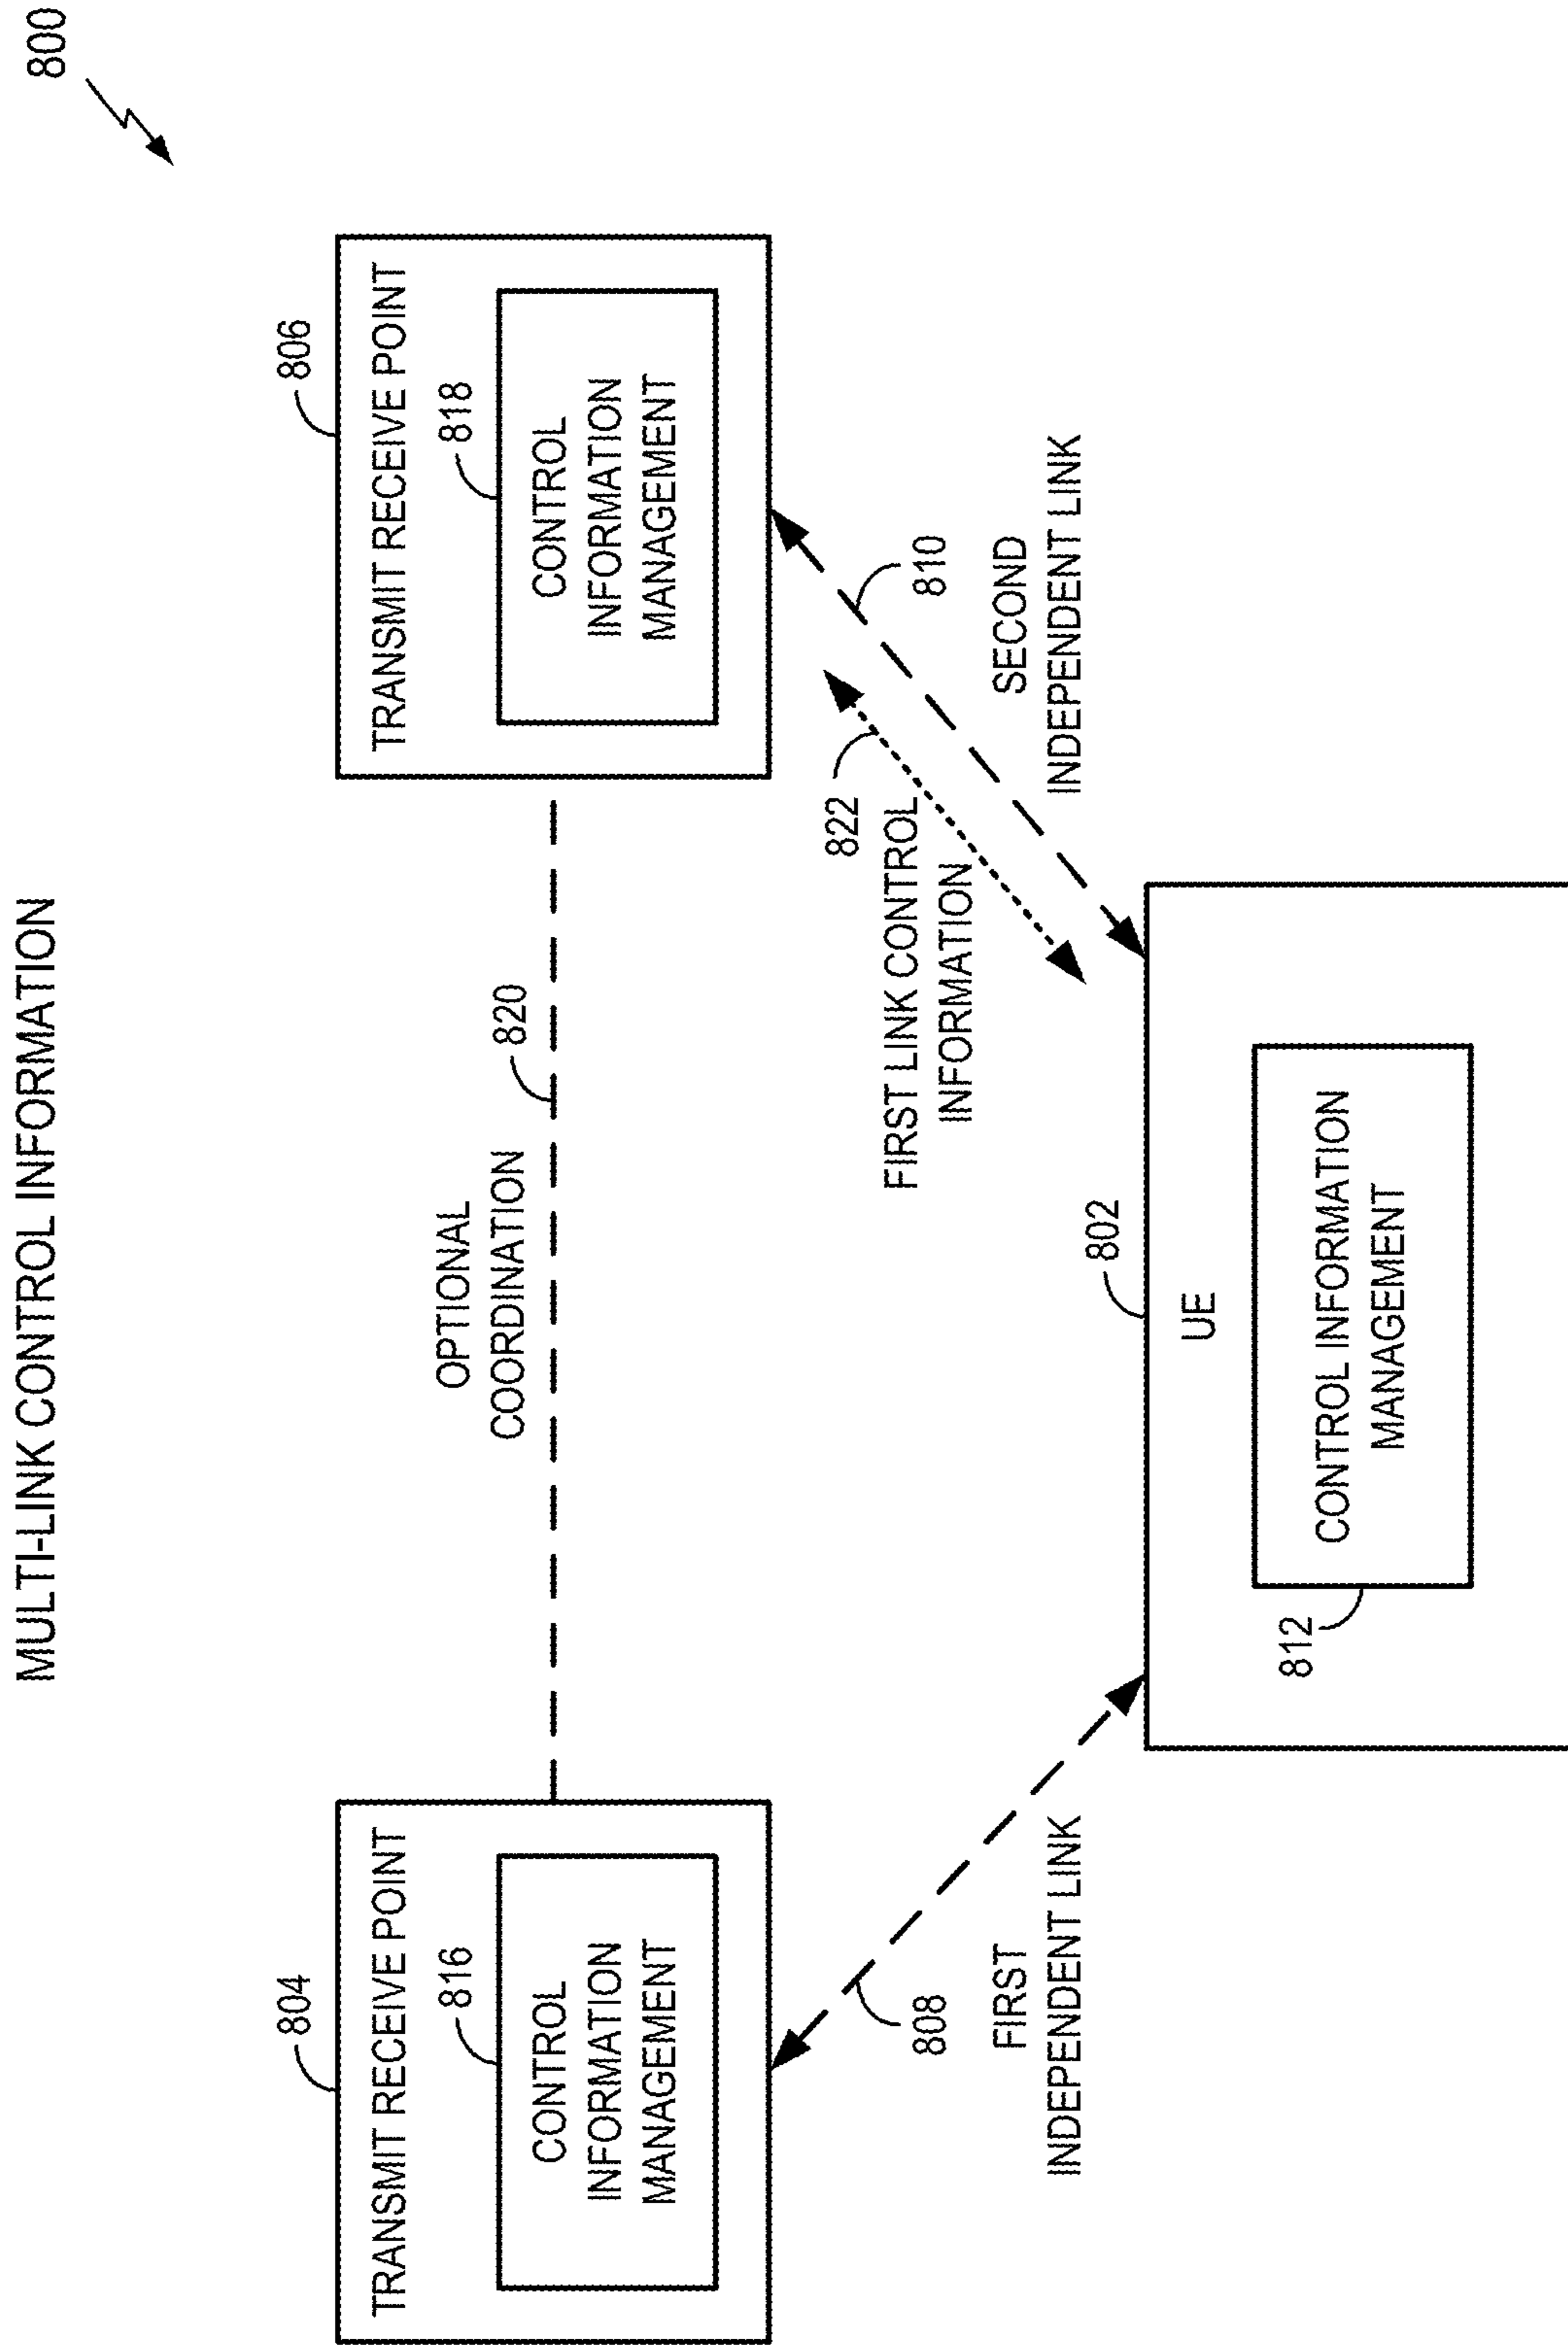 MULTI-LINK CONTROL INFORMATION
800
804
TRANSMIT RECEIVE POINT
816
CONTROL
INFORMATION
MANAGEMENT
OPTIONAL
COORDINATION
820
806
TRANSMIT RECEIVE POINT
818
CONTROL
INFORMATION
MANAGEMENT
808
FIRST
INDEPENDENT LINK
822
FIRST LINK CONTROL
INFORMATION
810
SECOND
INDEPENDENT LINK
802
UE
812
CONTROL INFORMATION
MANAGEMENT